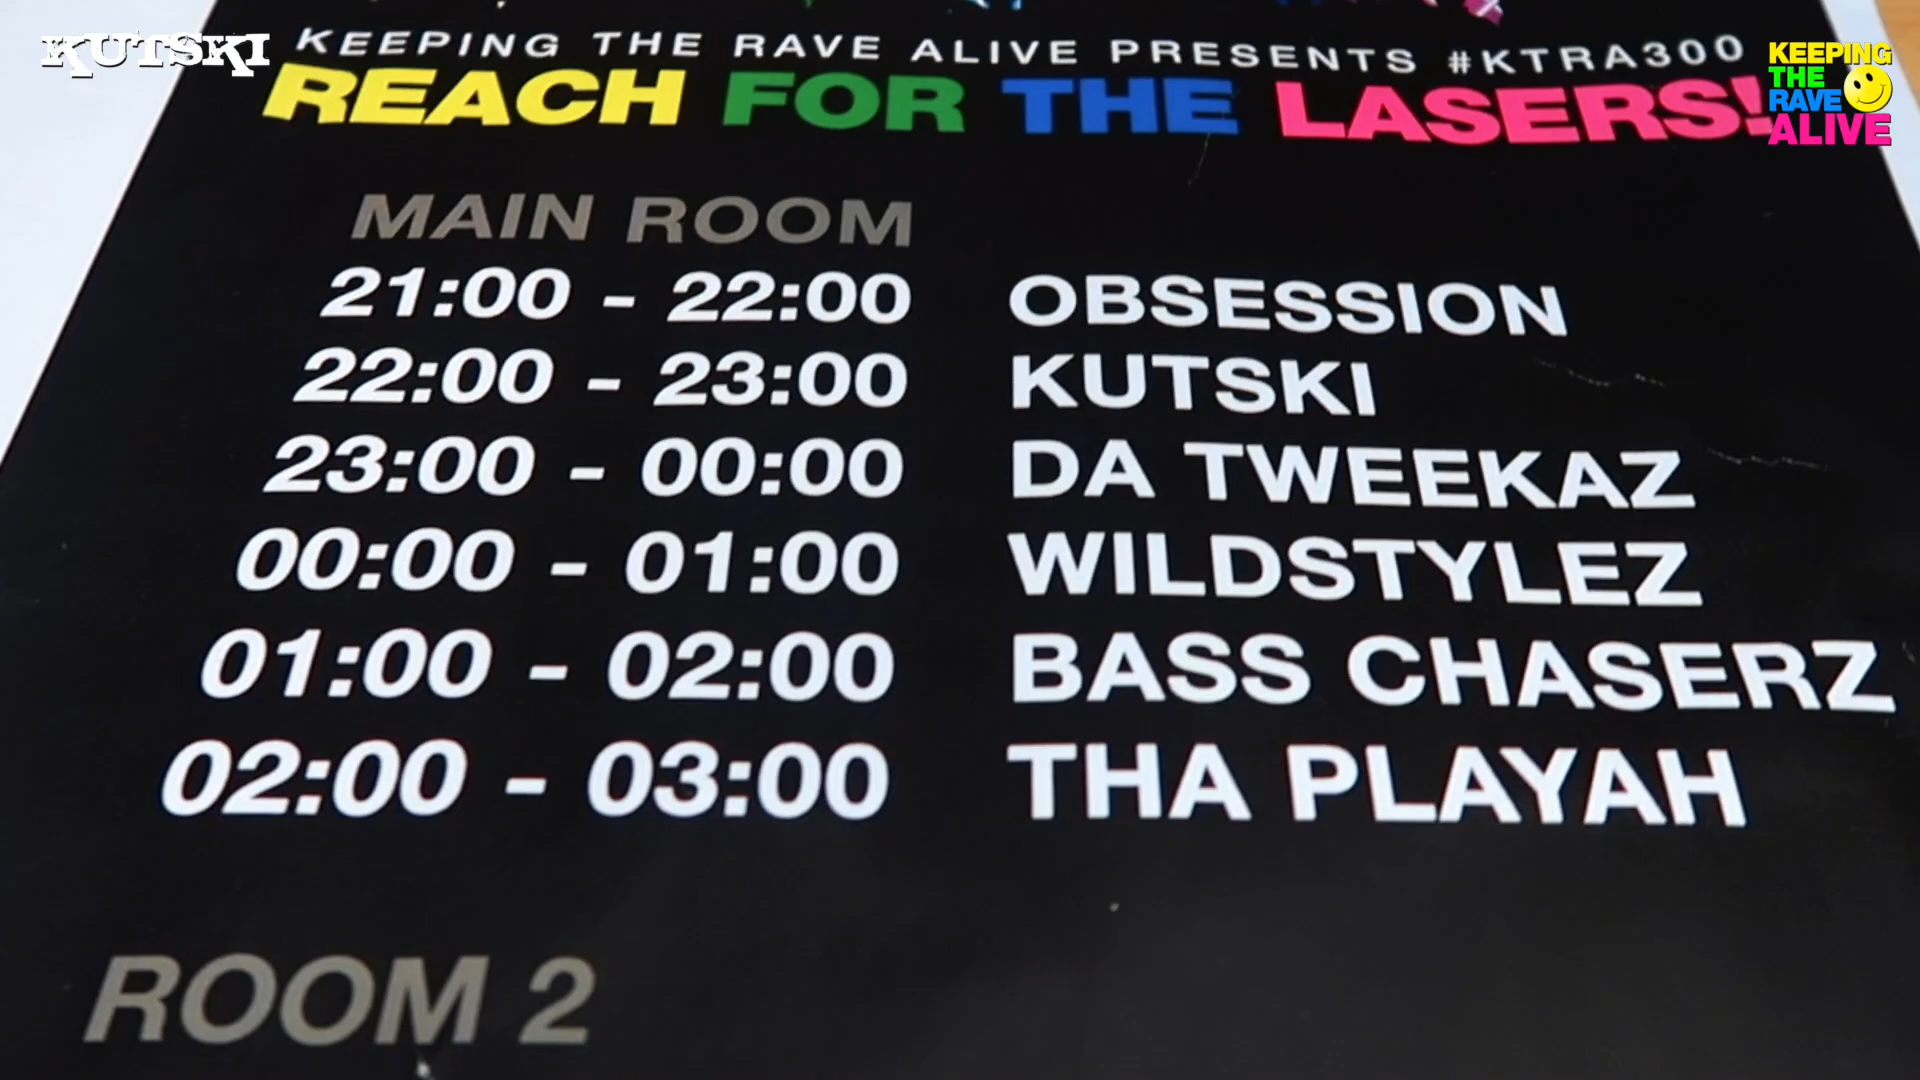 KUTSKI
KEEPING THE RAVE ALIVE PRESENTS #KTRA300
REACH FOR THE LASERS!
KEEPING
THE
RAVE
ALIVE
MAIN ROOM
21:00 - 22:00 OBSESSION
22:00 - 23:00 KUTSKI
23:00 - 00:00 DA TWEEKAZ
00:00 - 01:00 WILDSTYLEZ
01:00 - 02:00 BASS CHASERZ
02:00 - 03:00 THA PLAYAH
ROOM 2